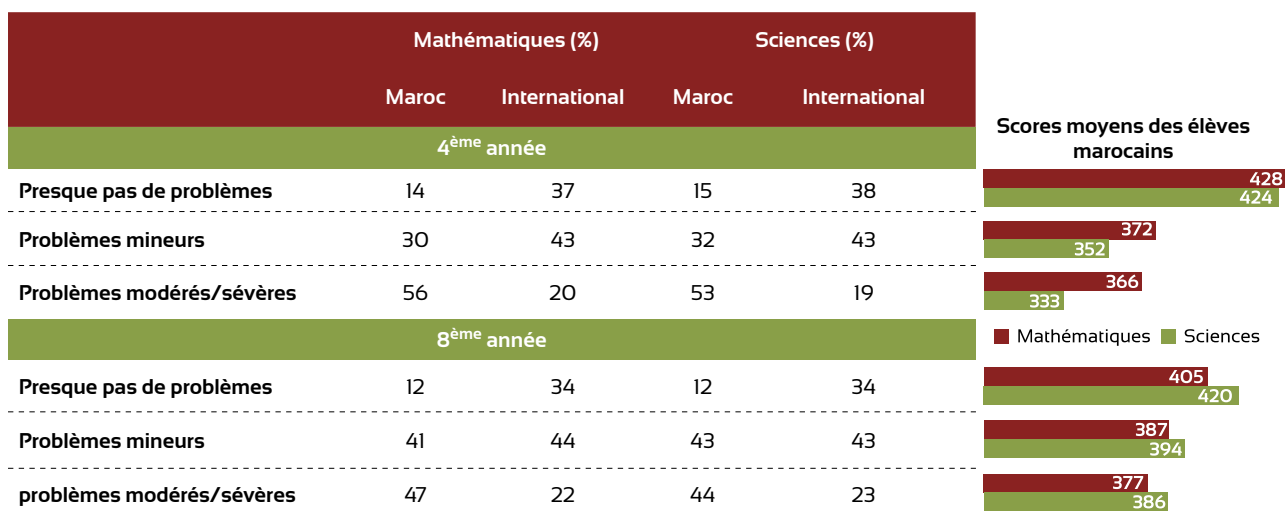 Mathématiques (%) Sciences (%)
Maroc International Maroc International
Scores moyens des élèves
marocains
4ème année
Presque pas de problèmes 14 37 15 38 428
424
Problèmes mineurs 30 43 32 43 372
352
Problèmes modérés/sévères 56 20 53 19 366
333
8ème année
Mathématiques Sciences
Presque pas de problèmes 12 34 12 34 405
420
Problèmes mineurs 41 44 43 43 387
394
problèmes modérés/sévères 47 22 44 23 377
386